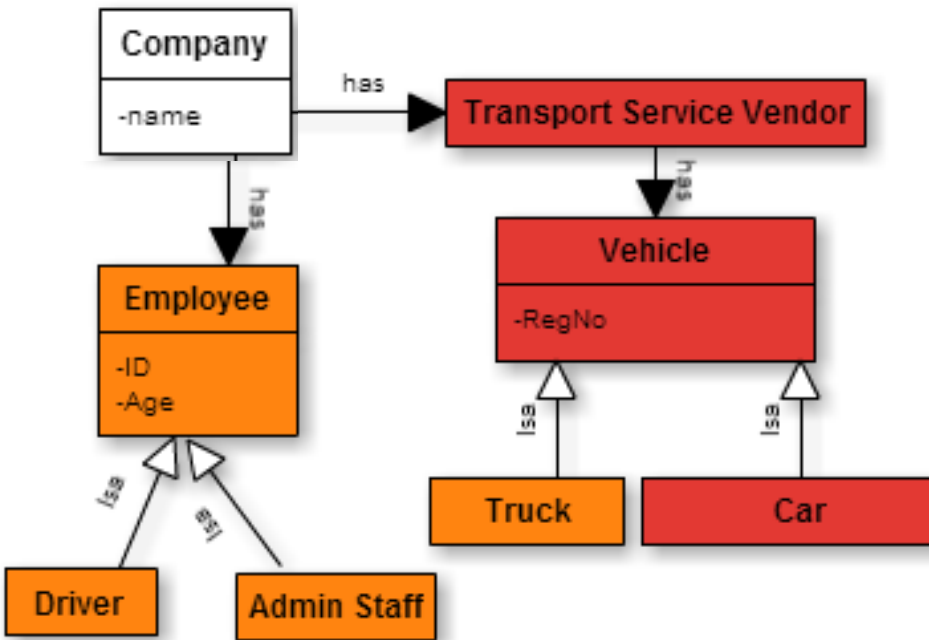 Company
-name
has
Transport Service Vendor
has
has
Employee
-ID
-Age
Vehicle
-RegNo
Isa
Isa
Isa
Isa
Truck
Car
Driver
Admin Staff